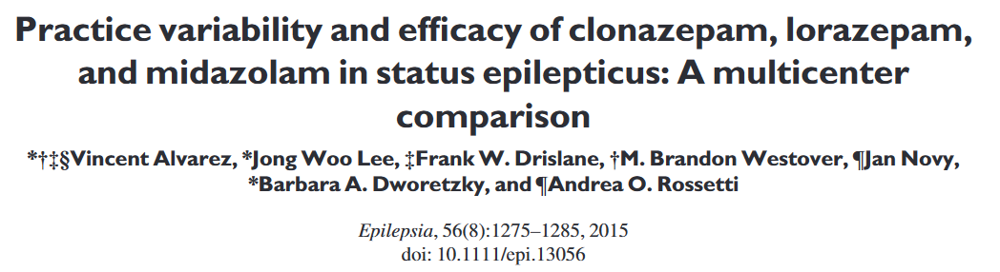 Practice variability and efficacy of clonazepam, lorazepam,
and midazolam in status epilepticus: A multicenter
comparison
*†‡§Vincent Alvarez, *Jong Woo Lee, ‡Frank W. Drislane, †M. Brandon Westover, ¶Jan Novy,
*Barbara A. Dworetzky, and ¶Andrea O. Rossetti
Epilepsia, 56(8):1275–1285, 2015
doi: 10.1111/epi.13056